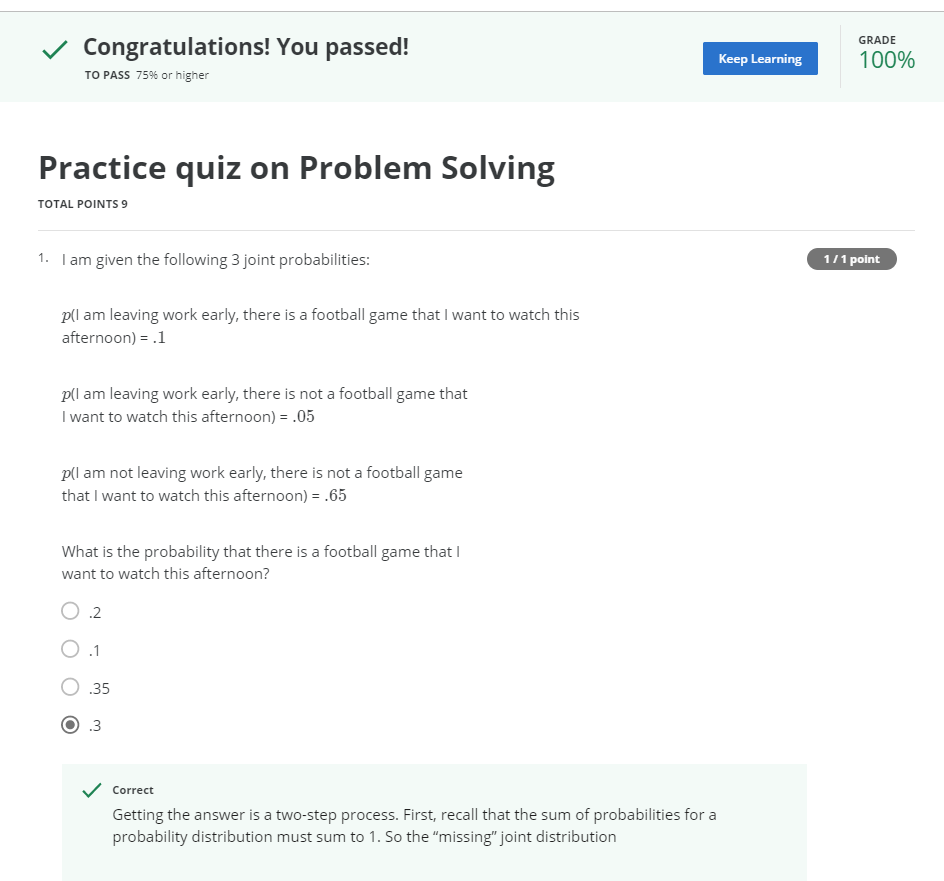 Congratulations! You passed!
TO PASS 75% or higher
Keep Learning
GRADE
100%
Practice quiz on Problem Solving
TOTAL POINTS 9
1. I am given the following 3 joint probabilities:
1 / 1 point
p(I am leaving work early, there is a football game that I want to watch this
afternoon) = .1
p(I am leaving work early, there is not a football game that
I want to watch this afternoon) = .05
p(I am not leaving work early, there is not a football game
that I want to watch this afternoon) = .65
What is the probability that there is a football game that I
want to watch this afternoon?
.2
.1
.35
.3
Correct
Getting the answer is a two-step process. First, recall that the sum of probabilities for a
probability distribution must sum to 1. So the “missing” joint distribution